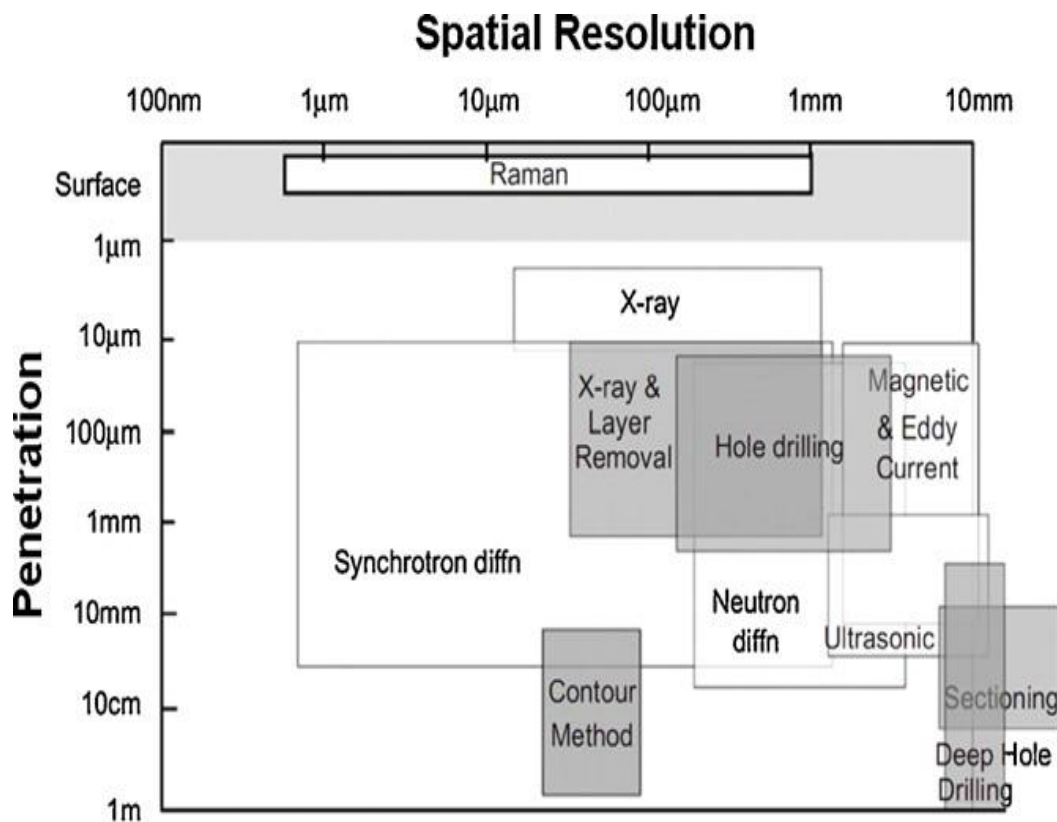 Spatial Resolution
100nm 1μm 10μm 100μm 1mm 10mm
Surface
1μm
10μm
100μm
1mm
10mm
10cm
1m
Penetration
Raman
X-ray
X-ray &
Layer
Removal
Hole drilling
Magnetic
& Eddy
Current
Synchrotron diffn
Neutron
diffn
Ultrasonic
Contour
Method
Sectioning
Deep Hole
Drilling